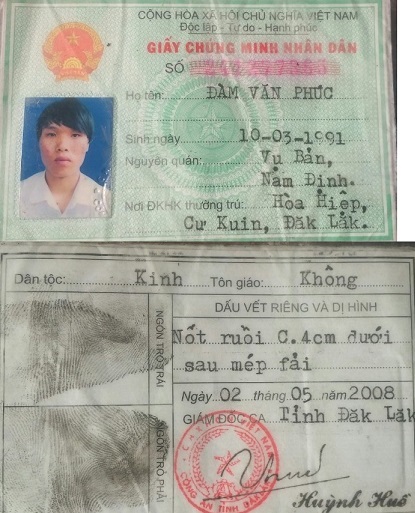 CỘNG HÒA XÃ HỘI CHỦ NGHĨA VIỆT NAM
Độc lập - Tự do - Hạnh phúc
GIẤY CHỨNG MINH NHÂN DÂN
SỐ
Họ tên: ĐÀM VĂN PHÚC
Sinh ngày 10-03-1991
Nguyên quán: Vụ Bản,
Nam Định.
Nơi ĐKHK thường trú: Hòa Hiệp,
Cư Kuin, Đăk Lăk.
Dân tộc: Kinh Tôn giáo: Không
NGÓN TRỎ TRÁI
NGÓN TRỎ PHẢI
DẤU VẾT RIÊNG VÀ DỊ HÌNH
Nốt ruồi C.4cm dưới
sau mép fải
Ngày 02 tháng 05 năm 2008
GIÁM ĐỐC CA Tỉnh Đăk Lăk
CÔNG AN TỈNH
Huỳnh Huế